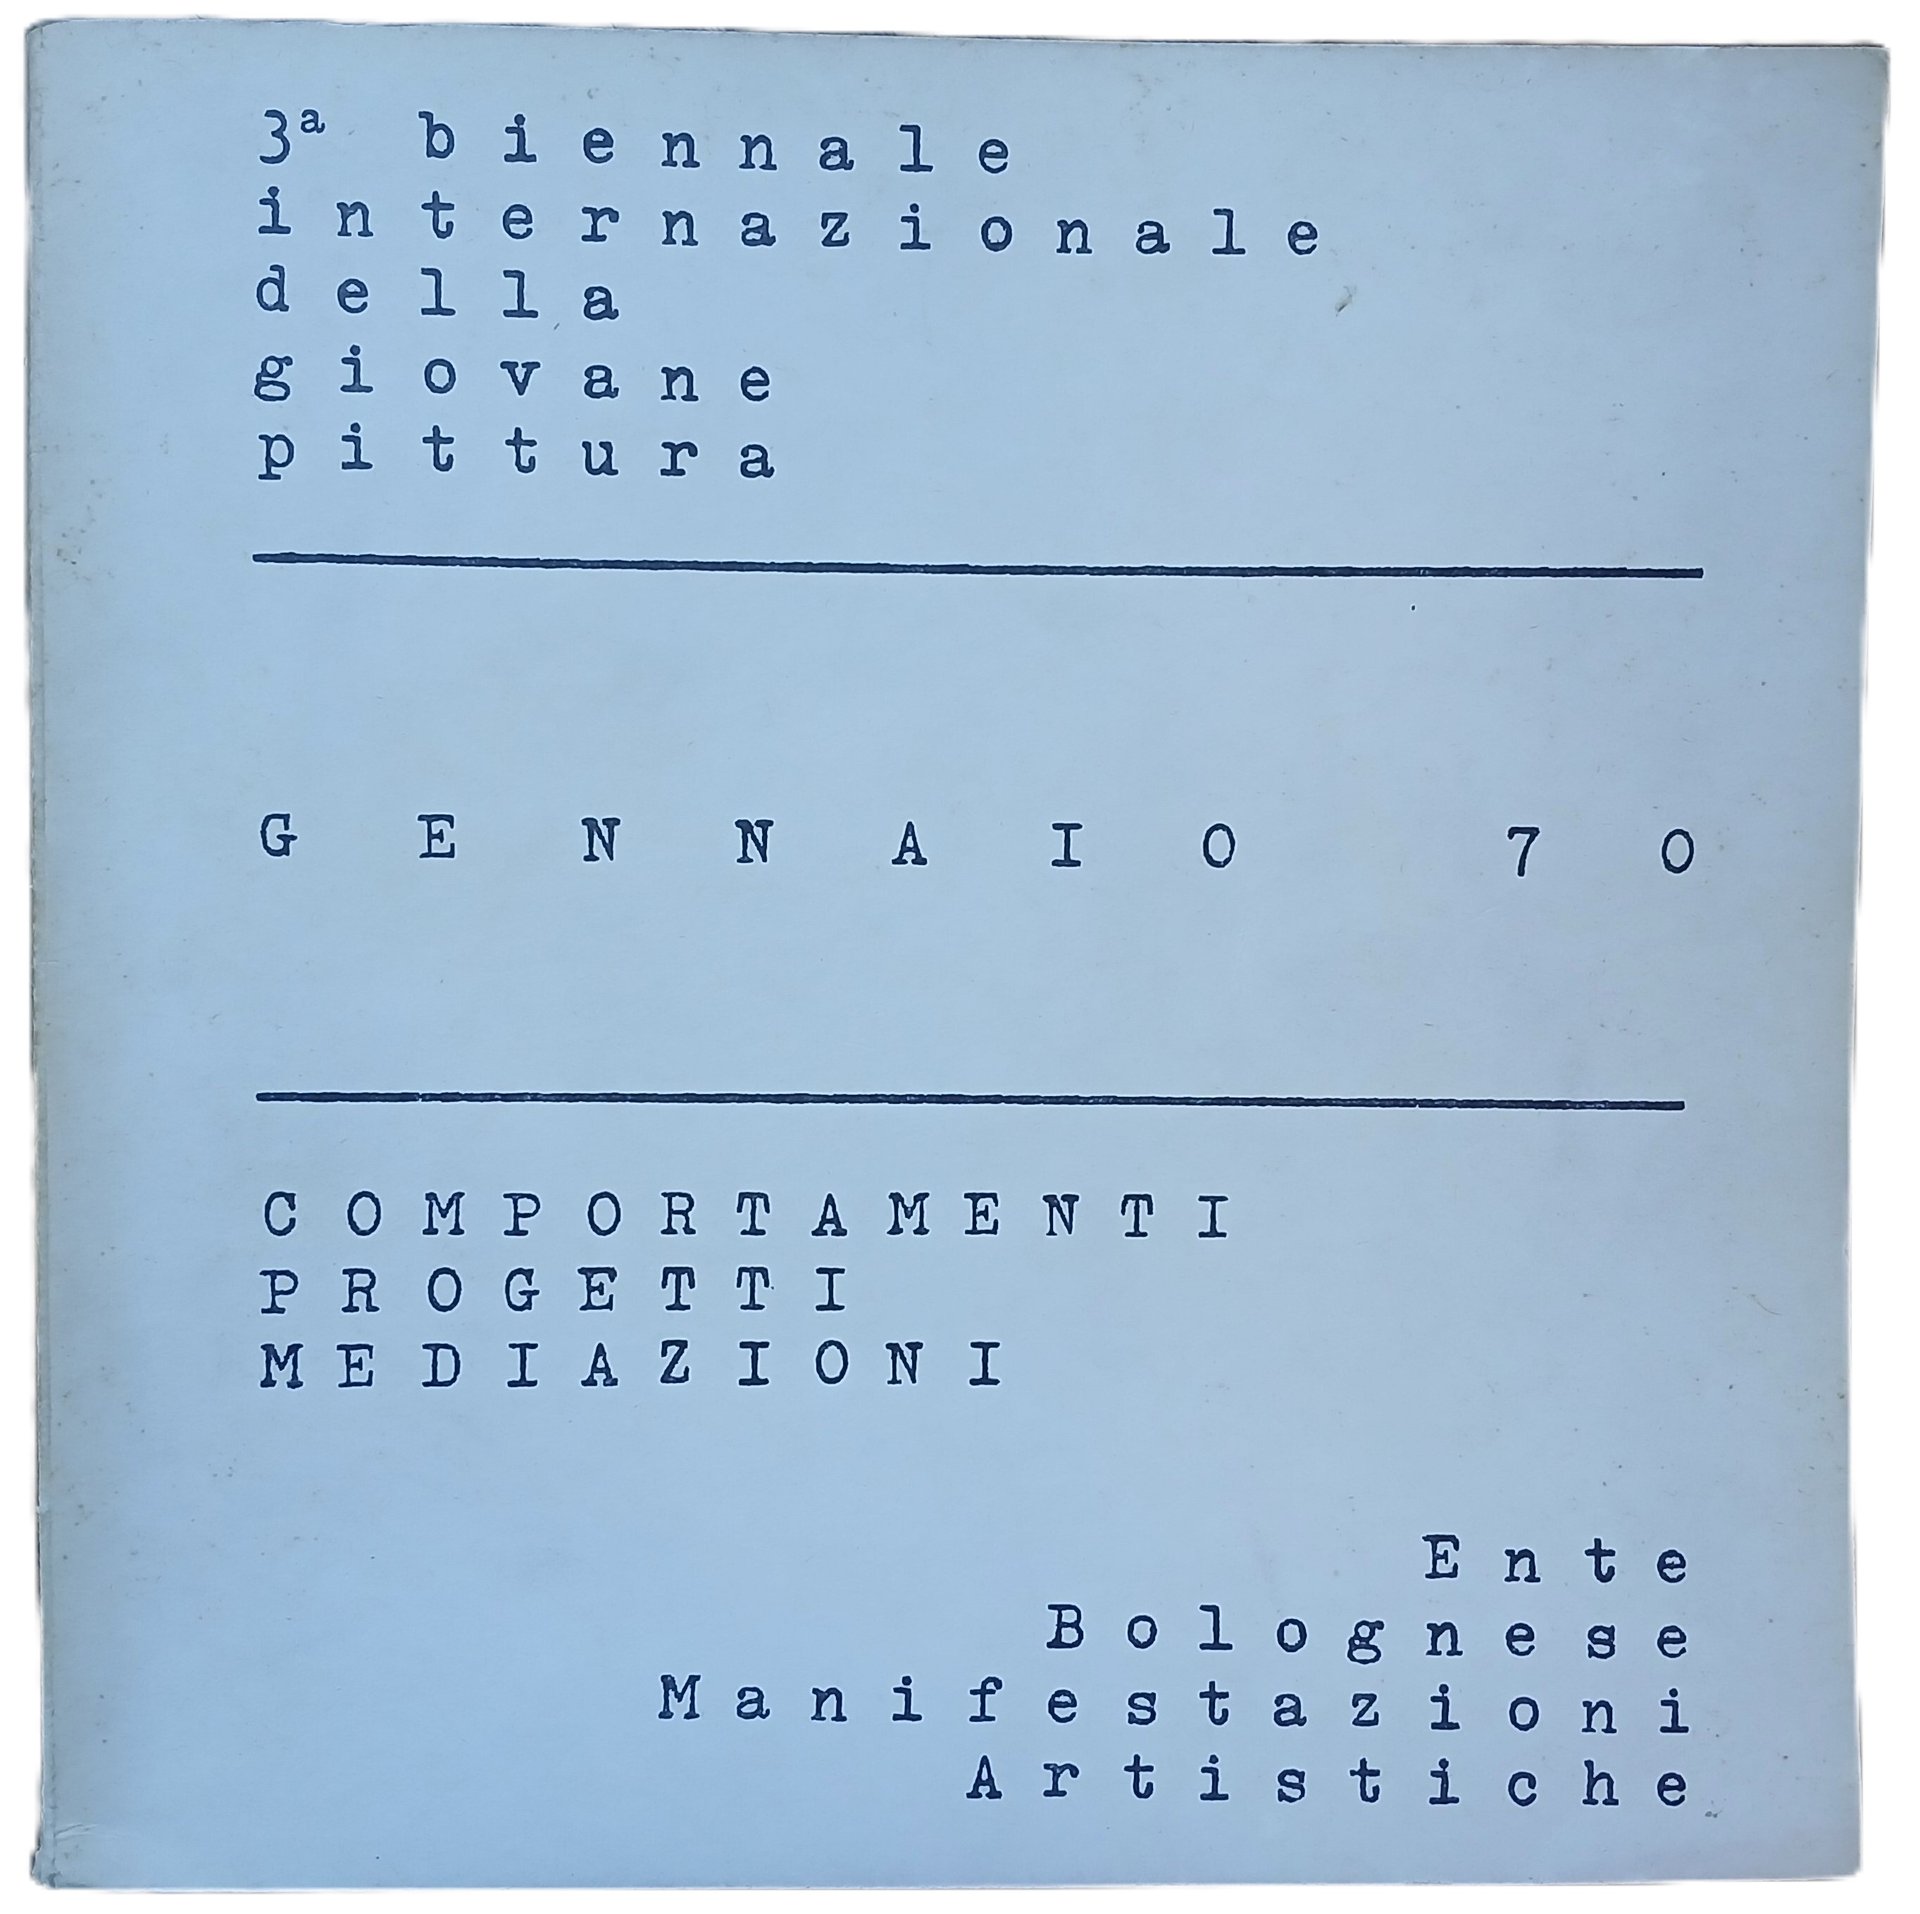 3ª biennale
internazionale
della
giovane
pittura
GENNAIO 70
COMPORTAMENTI
PROGETTI
MEDIAZIONI
Ente
Bolognese
Manifestazioni
Artistiche